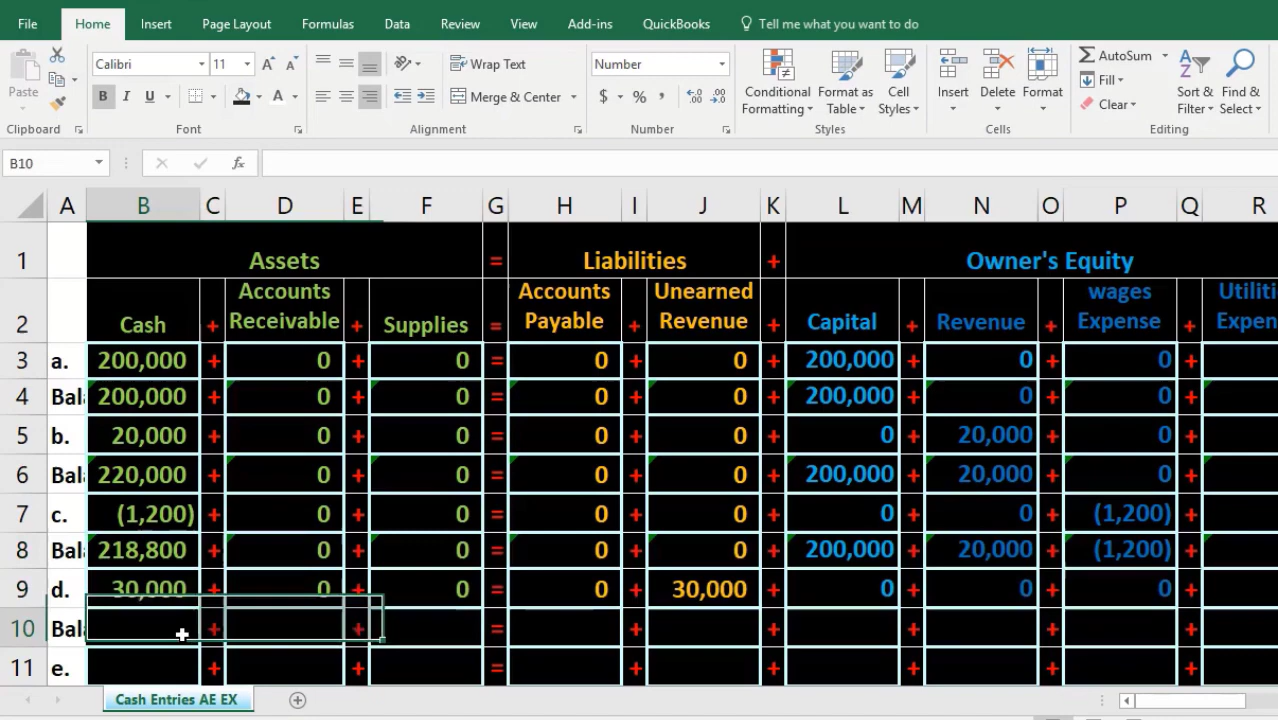 File Home Insert Page Layout Formulas Data Review View Add-ins QuickBooks Tell me what you want to do
Paste Calibri 11 A A Wrap Text Number AutoSum
Conditional Formatting Format as Table Cell Styles Insert Delete Format Fill Sort & Filter Find & Select
B I U A Merge & Center $ % , Clear
Clipboard Font Alignment Number Styles Cells Editing
B10 fx
A B C D E F G H I J K L M N O P Q R
1 Assets = Liabilities + Owner's Equity
2 Cash + Accounts Receivable + Supplies = Accounts Payable + Unearned Revenue + Capital + Revenue + wages Expense + Utiliti Expen
3 a. 200,000 + 0 + 0 = 0 + 0 + 200,000 + 0 + 0 +
4 Bala 200,000 + 0 + 0 = 0 + 0 + 200,000 + 0 + 0 +
5 b. 20,000 + 0 + 0 = 0 + 0 + 0 + 20,000 + 0 +
6 Bala 220,000 + 0 + 0 = 0 + 0 + 200,000 + 20,000 + 0 +
7 c. (1,200) + 0 + 0 = 0 + 0 + 0 + 0 + (1,200) +
8 Bala 218,800 + 0 + 0 = 0 + 0 + 200,000 + 20,000 + (1,200) +
9 d. 30,000 + 0 + 0 = 0 + 30,000 + 0 + 0 + 0 +
10 Bala + + = + + + + +
11 e. + + = + + + + +
Cash Entries AE EX